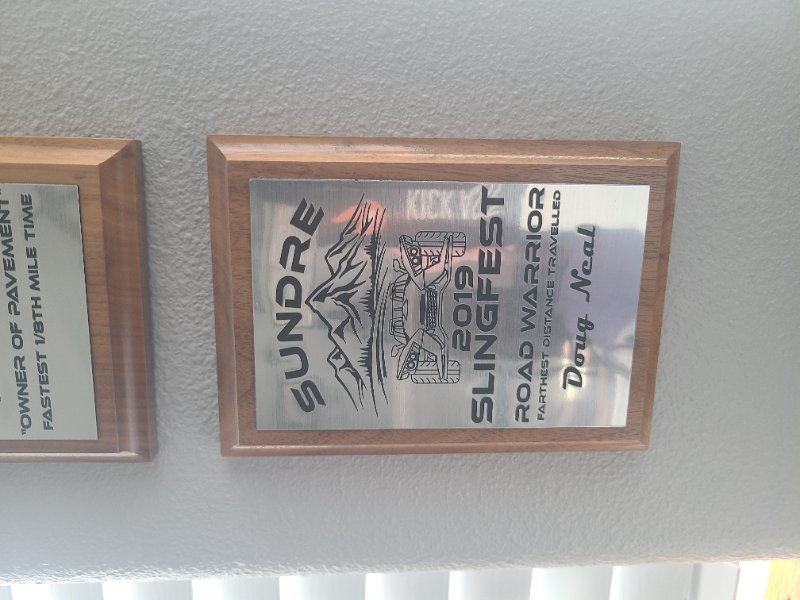 "OWNER OF PAVEMENT"
FASTEST 1/8TH MILE TIME
SUNDRE
2019
SLINGFEST
ROAD WARRIOR
FARTHEST DISTANCE TRAVELLED
Doug Neal